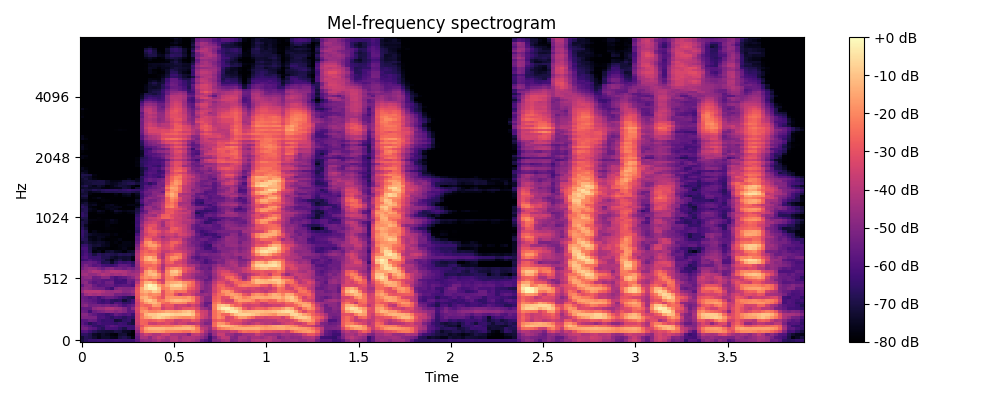 Mel-frequency spectrogram
Hz
4096
2048
1024
512
0
0 0.5 1 1.5 2 2.5 3 3.5
Time
+0 dB
-10 dB
-20 dB
-30 dB
-40 dB
-50 dB
-60 dB
-70 dB
-80 dB